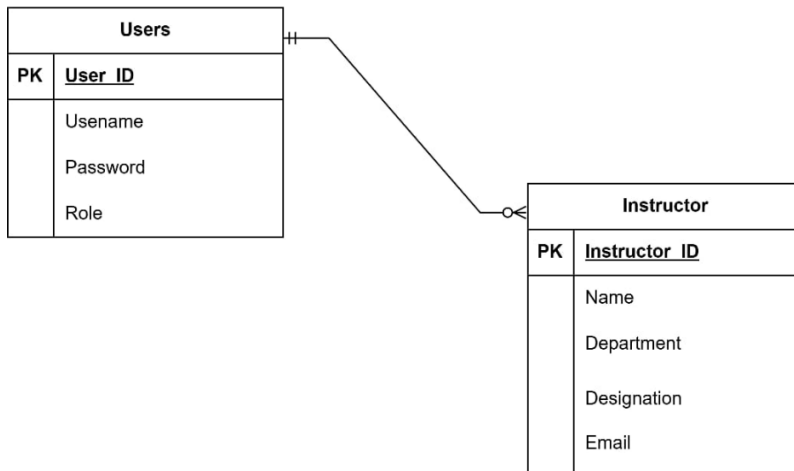 Users
PK User_ID
Usename
Password
Role
Instructor
PK Instructor_ID
Name
Department
Designation
Email